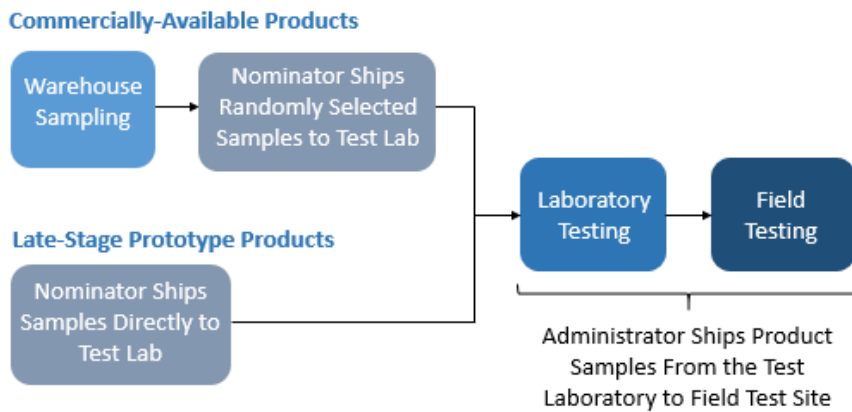 Commercially-Available Products
Warehouse
Sampling
Nominator Ships
Randomly Selected
Samples to Test Lab
Laboratory
Testing
Field
Testing
Late-Stage Prototype Products
Nominator Ships
Samples Directly to
Test Lab
Administrator Ships Product
Samples From the Test
Laboratory to Field Test Site